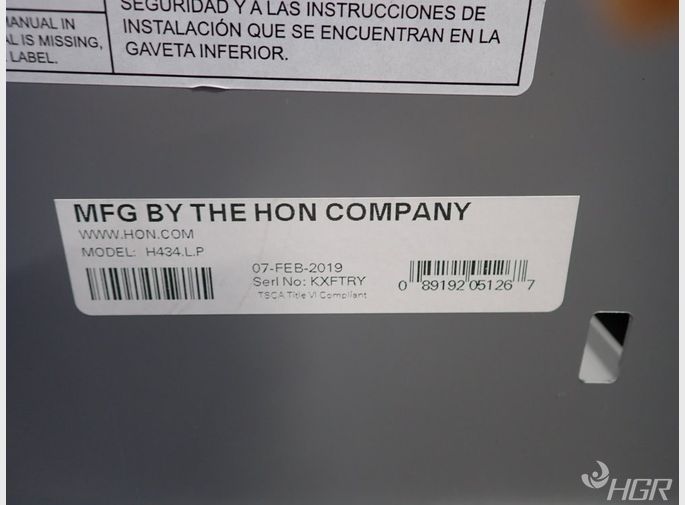 SEGURIDAD Y A LAS INSTRUCCIONES DE
INSTALACIÓN QUE SE ENCUENTRAN EN LA
GAVETA INFERIOR.
MANUAL IN
IS MISSING,
LABEL.
MFG BY THE HON COMPANY
WWW.HON.COM
MODEL: H434.L.P
07-FEB-2019
Serl No: KXFTRY
TSCA Title VI Compliant
0 89192 05126 7
HGR